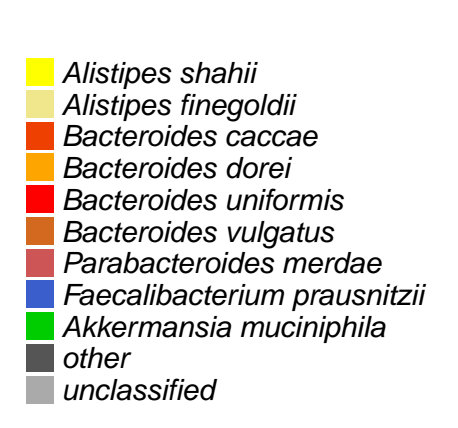 Alistipes shahii
Alistipes finegoldii
Bacteroides caccae
Bacteroides dorei
Bacteroides uniformis
Bacteroides vulgatus
Parabacteroides merdae
Faecalibacterium prausnitzii
Akkermansia muciniphila
other
unclassified